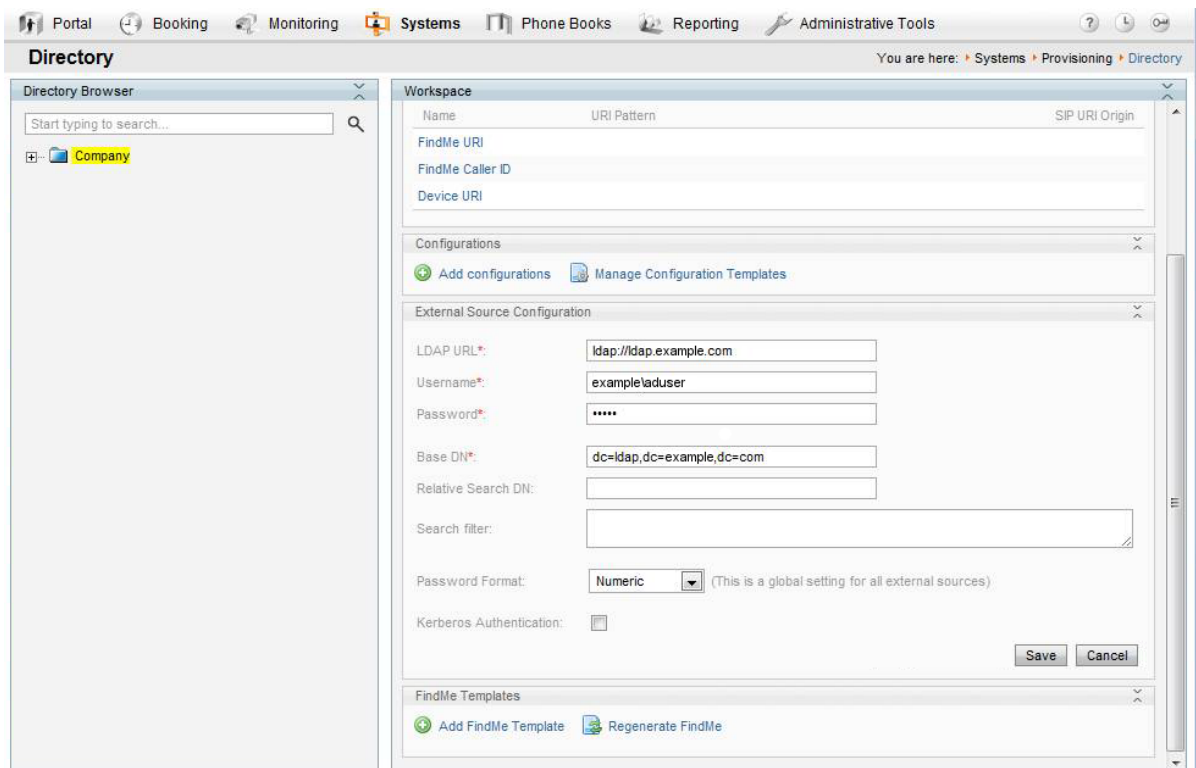 Portal Booking Monitoring Systems Phone Books Reporting Administrative Tools ?
Directory
You are here: Systems Provisioning Directory
Directory Browser
Start typing to search...
Company
Workspace
Name URI Pattern SIP URI Origin
FindMe URI
FindMe Caller ID
Device URI
Configurations
Add configurations Manage Configuration Templates
External Source Configuration
LDAP URL*: ldap://ldap.example.com
Username*: example\aduser
Password*: •••••
Base DN*: dc=ldap,dc=example,dc=com
Relative Search DN:
Search filter:
Password Format: Numeric (This is a global setting for all external sources)
Kerberos Authentication:
Save Cancel
FindMe Templates
Add FindMe Template Regenerate FindMe